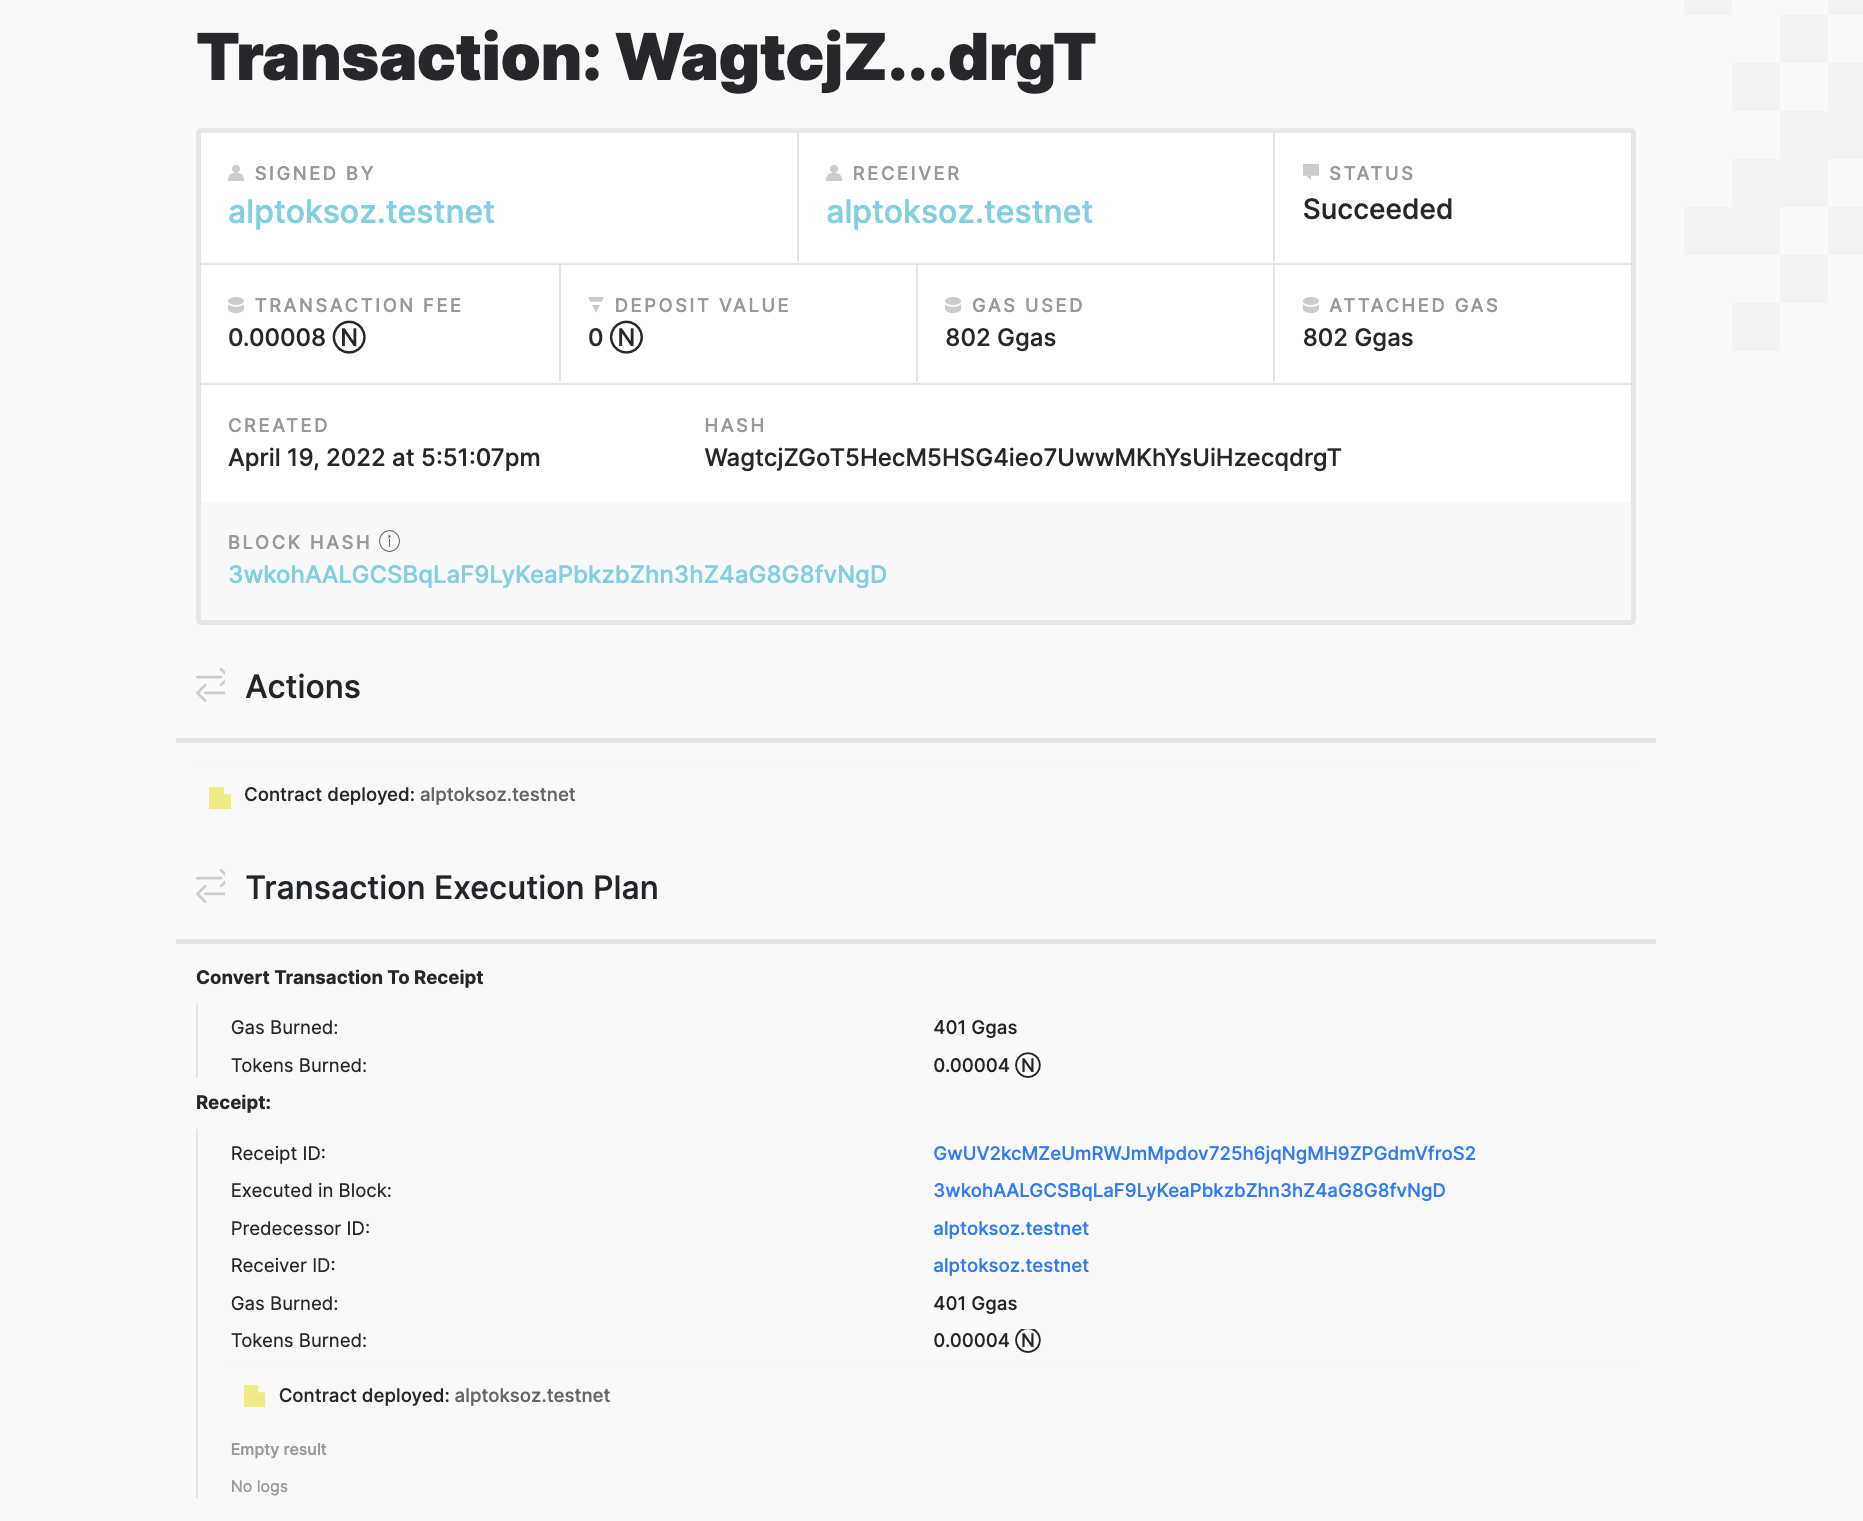 Transaction: WagtcjZ...drgT
SIGNED BY
alptoksoz.testnet
RECEIVER
alptoksoz.testnet
STATUS
Succeeded
TRANSACTION FEE
0.00008 Ⓝ
DEPOSIT VALUE
0 Ⓝ
GAS USED
802 Ggas
ATTACHED GAS
802 Ggas
CREATED
April 19, 2022 at 5:51:07pm
HASH
WagtcjZGoT5HecM5HSG4ieo7UwwMKhYsUiHzecqdrgT
BLOCK HASH ⓘ
3wkohAALGCSBqLaF9LyKeaPbkzbZhn3hZ4aG8G8fvNgD
Actions
Contract deployed: alptoksoz.testnet
Transaction Execution Plan
Convert Transaction To Receipt
Gas Burned: 401 Ggas
Tokens Burned: 0.00004 Ⓝ
Receipt:
Receipt ID: GwUV2kcMZeUmRWJmMpdov725h6jqNgMH9ZPGdmVfroS2
Executed in Block: 3wkohAALGCSBqLaF9LyKeaPbkzbZhn3hZ4aG8G8fvNgD
Predecessor ID: alptoksoz.testnet
Receiver ID: alptoksoz.testnet
Gas Burned: 401 Ggas
Tokens Burned: 0.00004 Ⓝ
Contract deployed: alptoksoz.testnet
Empty result
No logs